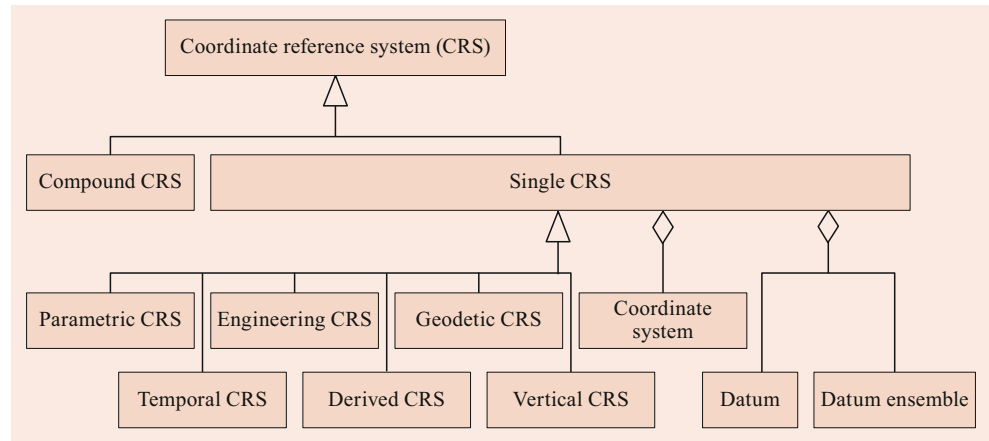 Coordinate reference system (CRS)
Compound CRS
Single CRS
Parametric CRS
Engineering CRS
Geodetic CRS
Coordinate
system
Temporal CRS
Derived CRS
Vertical CRS
Datum
Datum ensemble